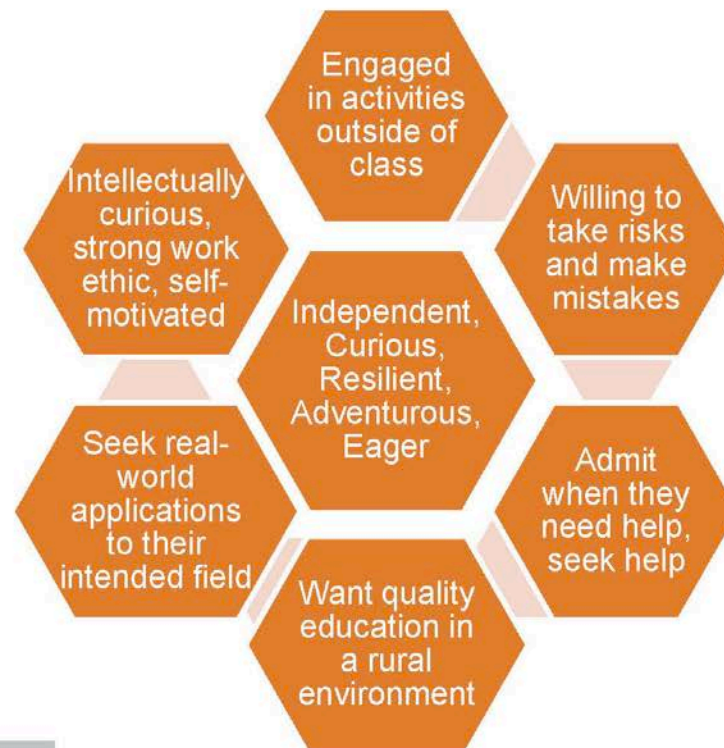 Engaged
in activities
outside of
class
Willing to
take risks
and make
mistakes
Admit
when they
need help,
seek help
Want quality
education in
a rural
environment
Seek real-
world
applications
to their
intended field
Intellectually
curious,
strong work
ethic, self-
motivated
Independent,
Curious,
Resilient,
Adventurous,
Eager